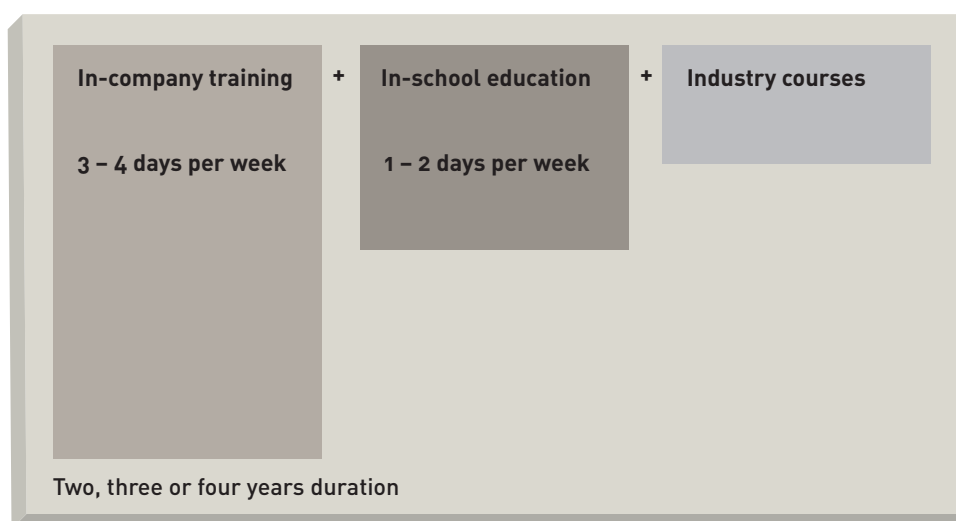 In-company training + In-school education + Industry courses
3 – 4 days per week 1 – 2 days per week
Two, three or four years duration